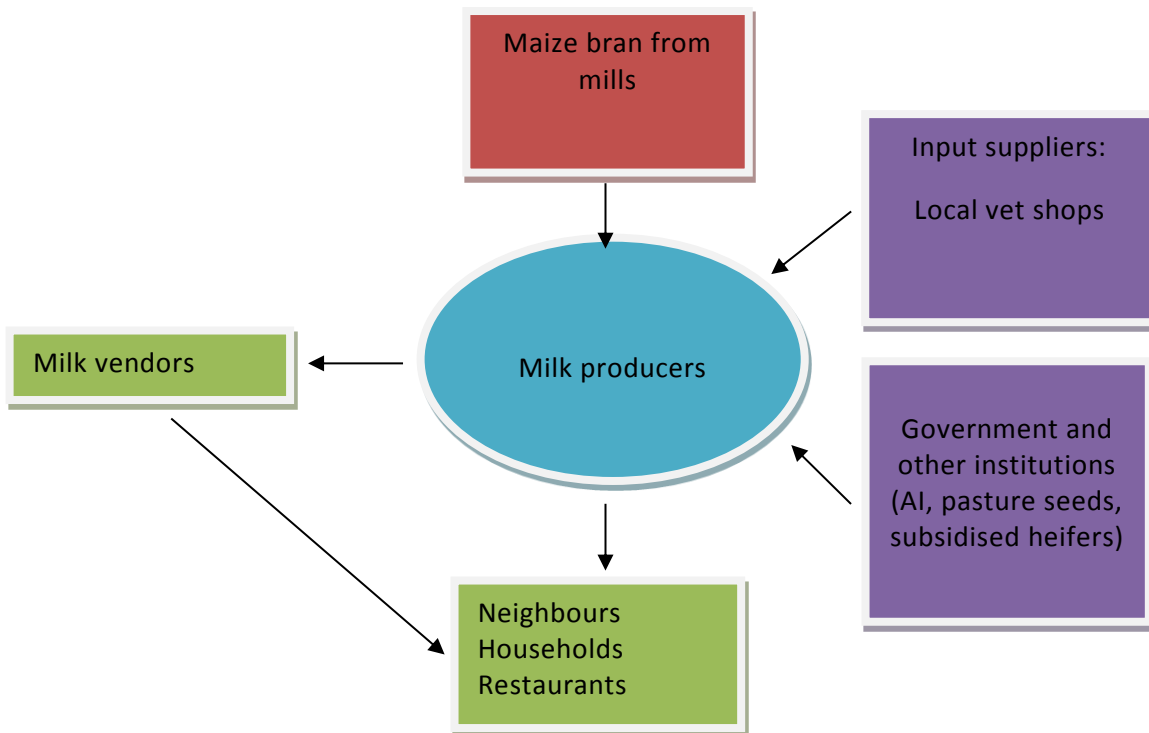 Maize bran from
mills
Input suppliers:
Local vet shops
Milk vendors
Milk producers
Government and
other institutions
(AI, pasture seeds,
subsidised heifers)
Neighbours
Households
Restaurants